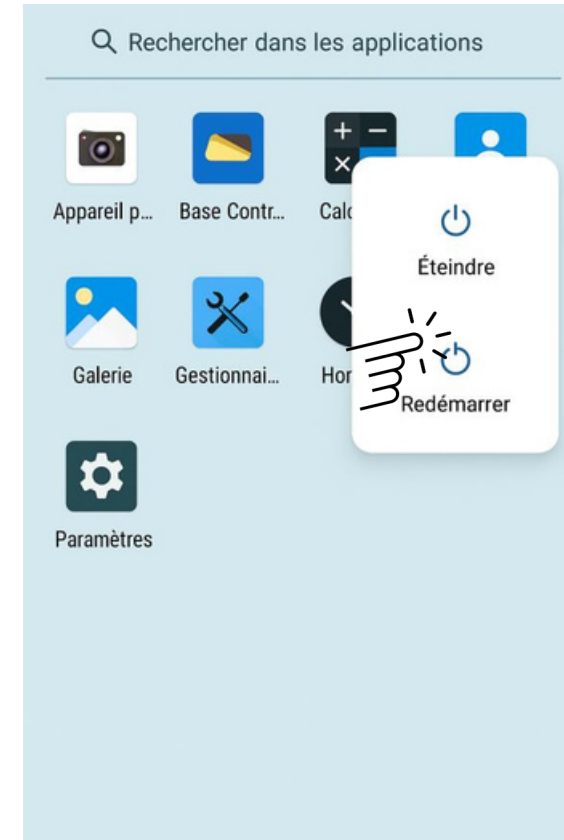 Rechercher dans les applications
Appareil p...
Base Contr...
Calc
Éteindre
Galerie
Gestionnai...
Hor
Redémarrer
Paramètres